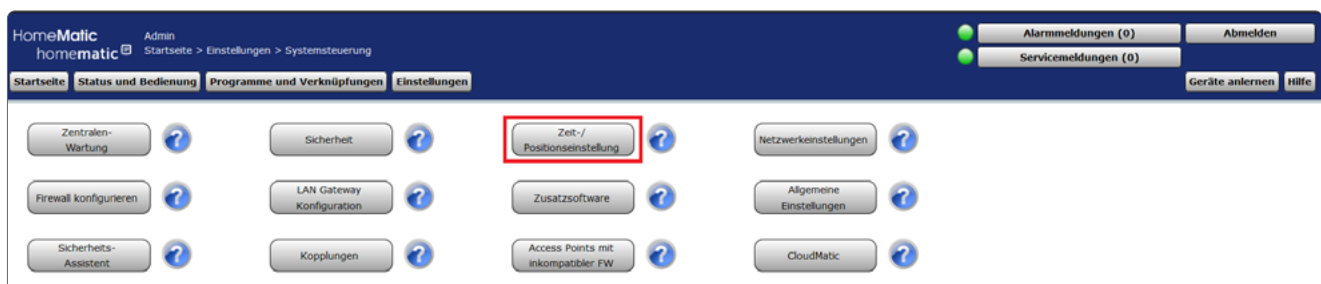 HomeMatic Admin Alarmmeldungen (0) Abmelden
homematic IP Startseite > Einstellungen > Systemsteuerung Servicemeldungen (0)
Startseite Status und Bedienung Programme und Verknüpfungen Einstellungen Geräte anlernen Hilfe
Zentralen-
Wartung
?
Sicherheit
?
Zeit-/
Positionseinstellung
?
Netzwerkeinstellungen
?
Firewall konfigurieren
?
LAN Gateway
Konfiguration
?
Zusatzsoftware
?
Allgemeine
Einstellungen
?
Sicherheits-
Assistent
?
Kopplungen
?
Access Points mit
inkompatibler FW
?
CloudMatic
?